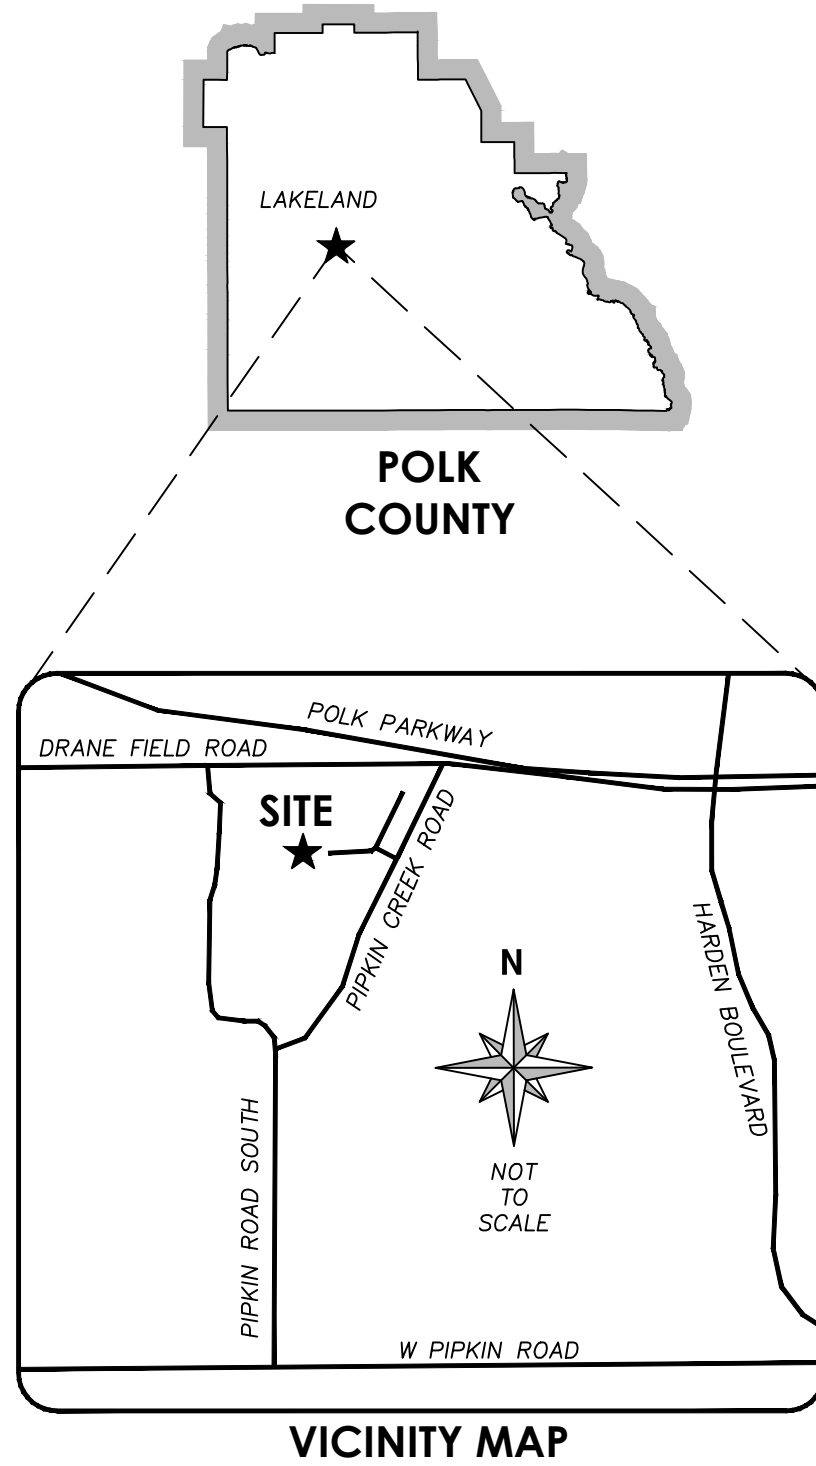 LAKELAND
POLK
COUNTY
POLK PARKWAY
DRANE FIELD ROAD
SITE
PIPKIN CREEK ROAD
HARDEN BOULEVARD
N
NOT
TO
SCALE
PIPKIN ROAD SOUTH
W PIPKIN ROAD
VICINITY MAP